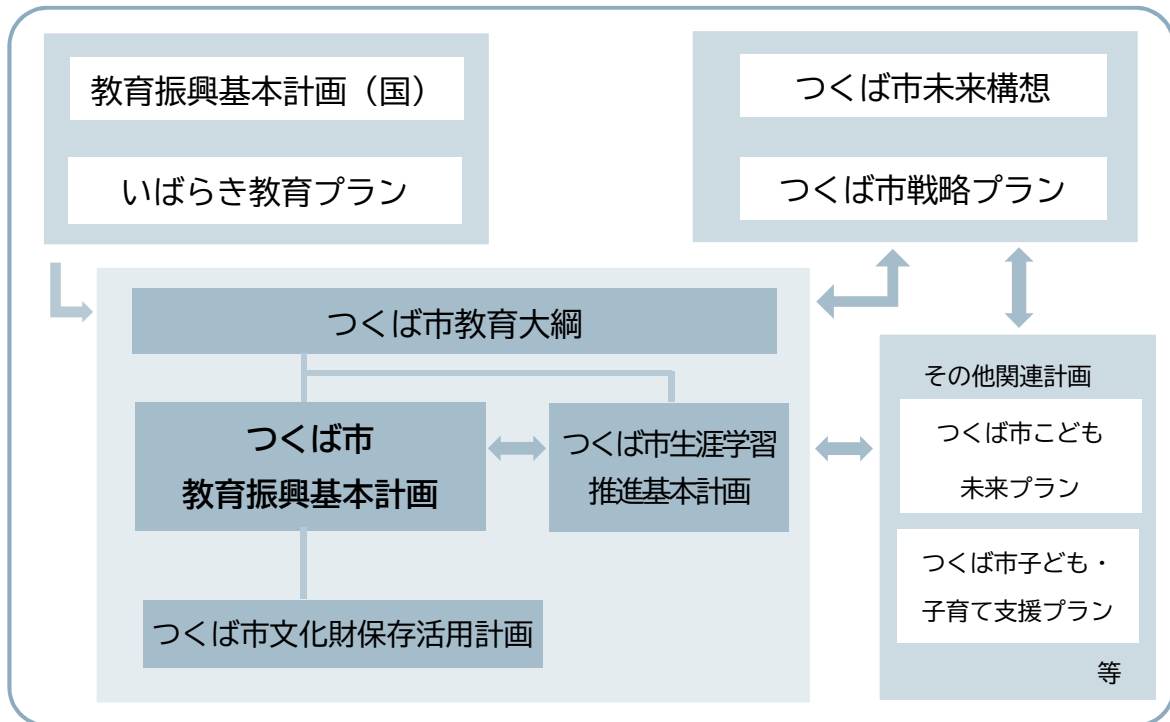 教育振興基本計画（国）
いばらき教育プラン
つくば市未来構想
つくば市戦略プラン
つくば市教育大綱
つくば市
教育振興基本計画
つくば市生涯学習
推進基本計画
つくば市文化財保存活用計画
その他関連計画
つくば市こども
未来プラン
つくば市子ども・
子育て支援プラン
等